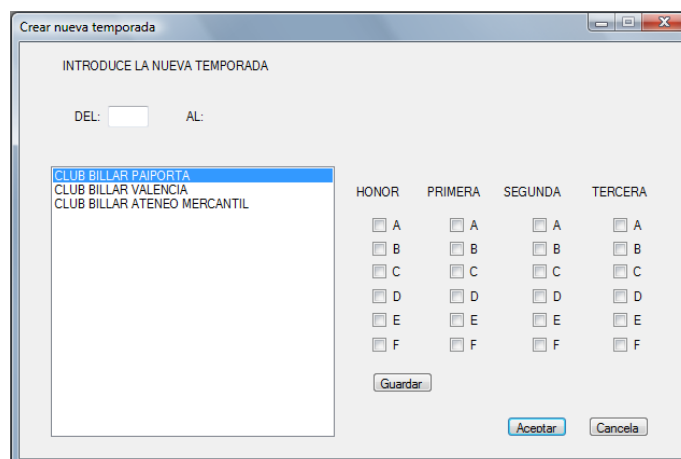 Crear nueva temporada
INTRODUCE LA NUEVA TEMPORADA
DEL: AL:
CLUB BILLAR PAIPORTA
CLUB BILLAR VALENCIA
CLUB BILLAR ATENEO MERCANTIL
HONOR PRIMERA SEGUNDA TERCERA
A A A A
B B B B
C C C C
D D D D
E E E E
F F F F
Guardar
Aceptar Cancela